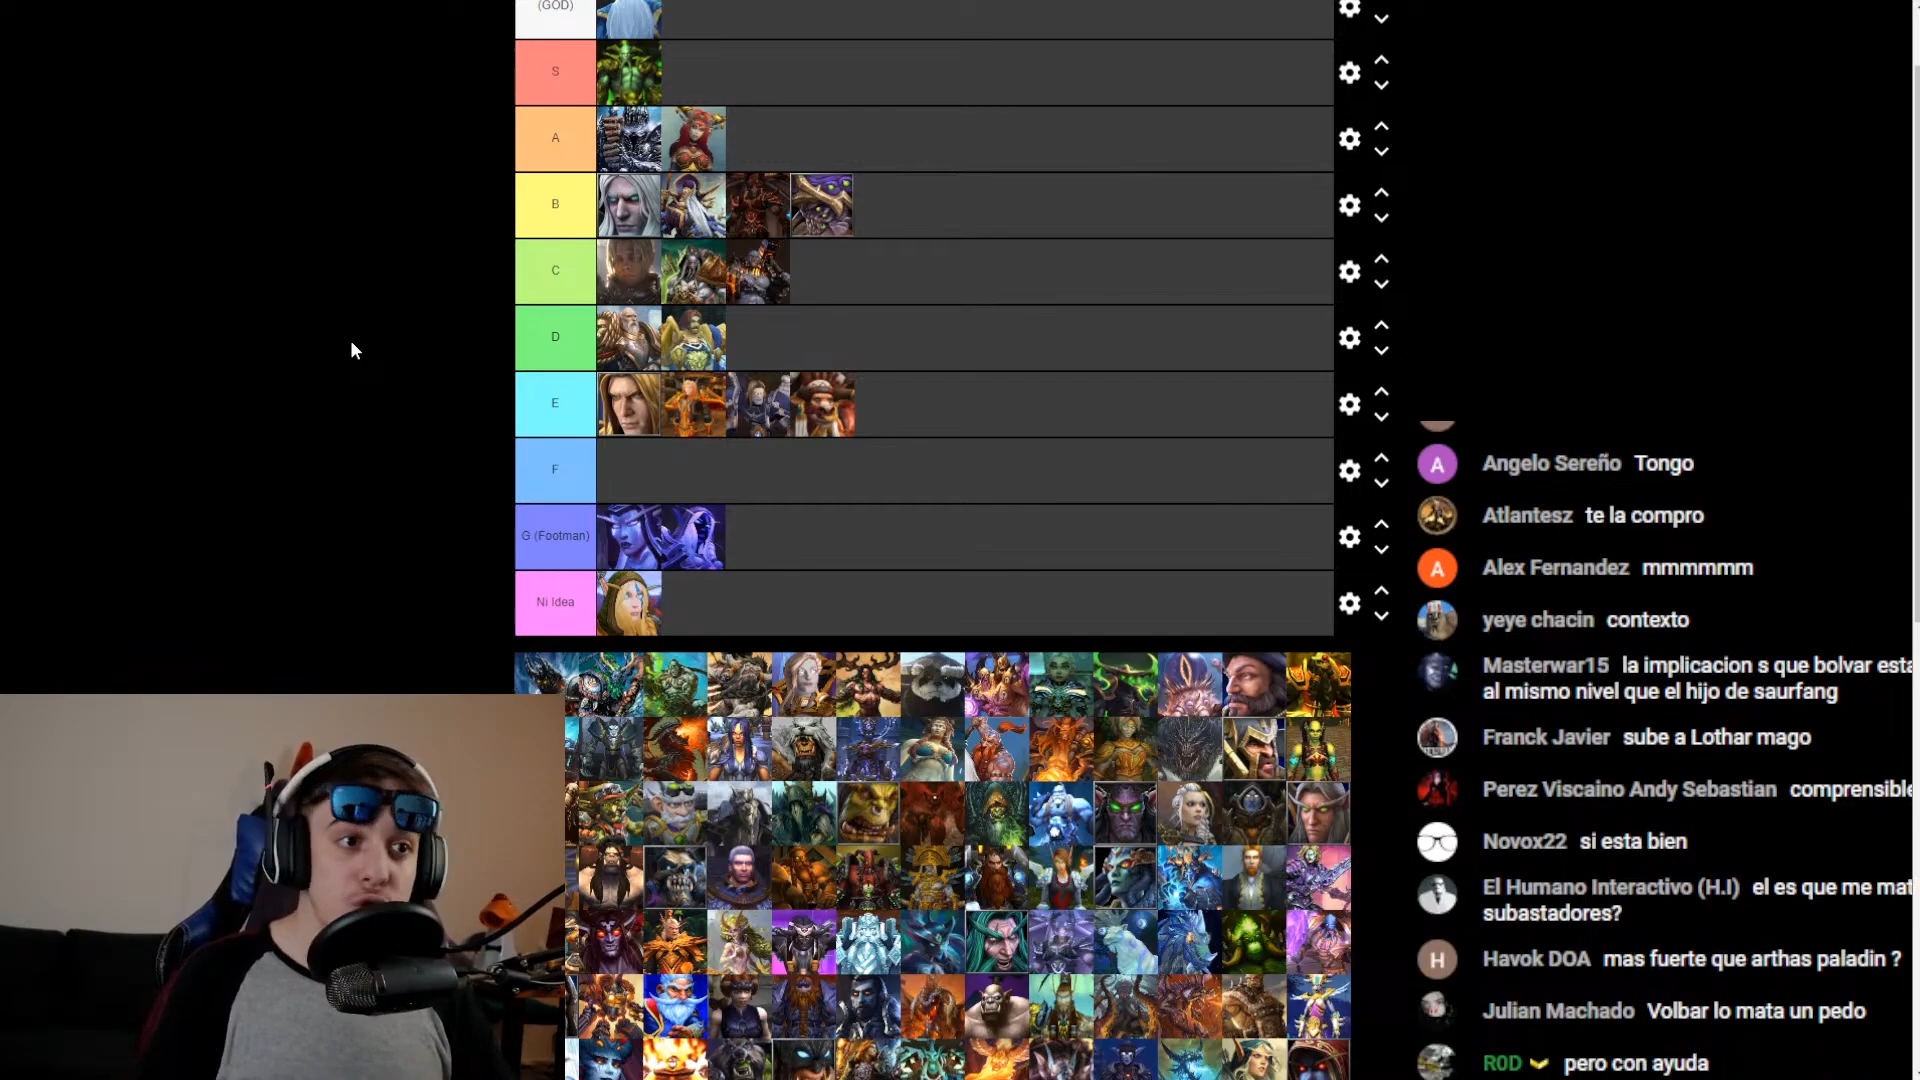 (GOD)
S
A
B
C
D
E
F
G (Footman)
Ni Idea
Angelo Sereño Tongo
Atlantesz te la compro
Alex Fernandez mmmmmm
yeye chacin contexto
Masterwar15 la implicacion s que bolvar esta
al mismo nivel que el hijo de saurfang
Franck Javier sube a Lothar mago
Perez Viscaino Andy Sebastian comprensible
Novox22 si esta bien
El Humano Interactivo (H.I) el es que me mat
subastadores?
Havok DOA mas fuerte que arthas paladin ?
Julian Machado Volbar lo mata un pedo
R0D pero con ayuda
A
A
H